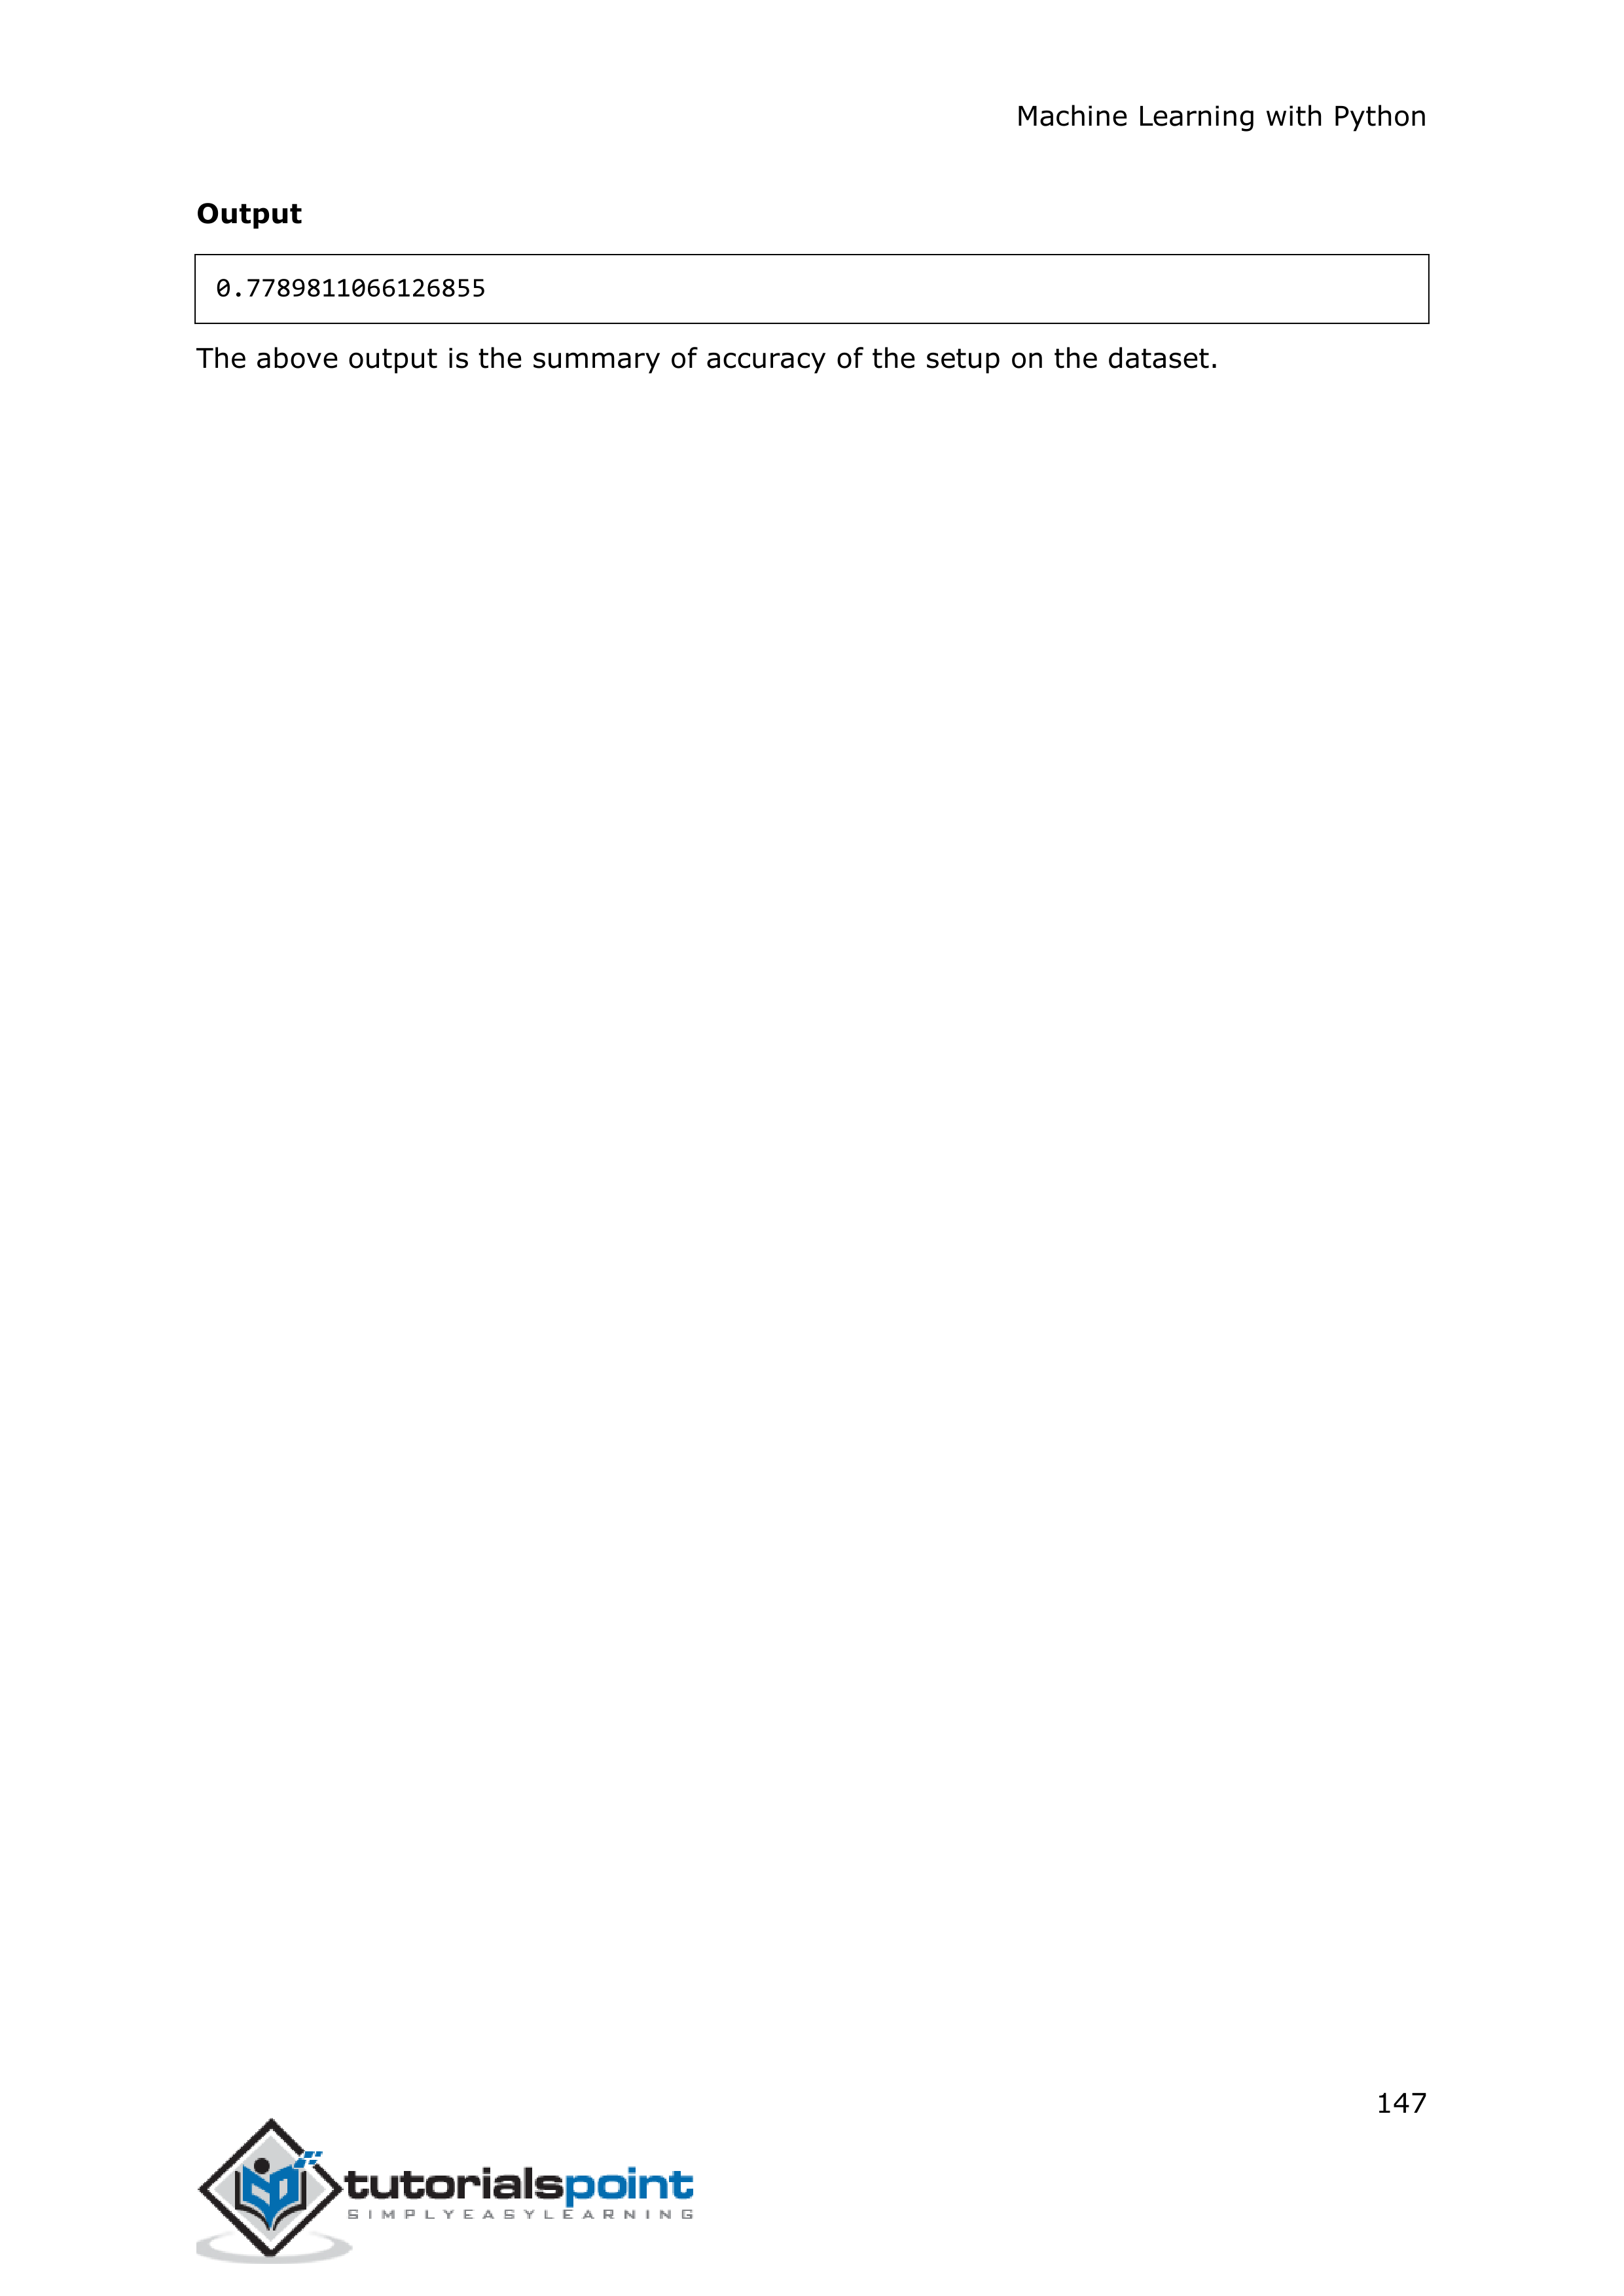 Machine Learning with Python
Output
0.7789811066126855
The above output is the summary of accuracy of the setup on the dataset.
147
tutorialspoint
SIMPLYEASYLEARNING